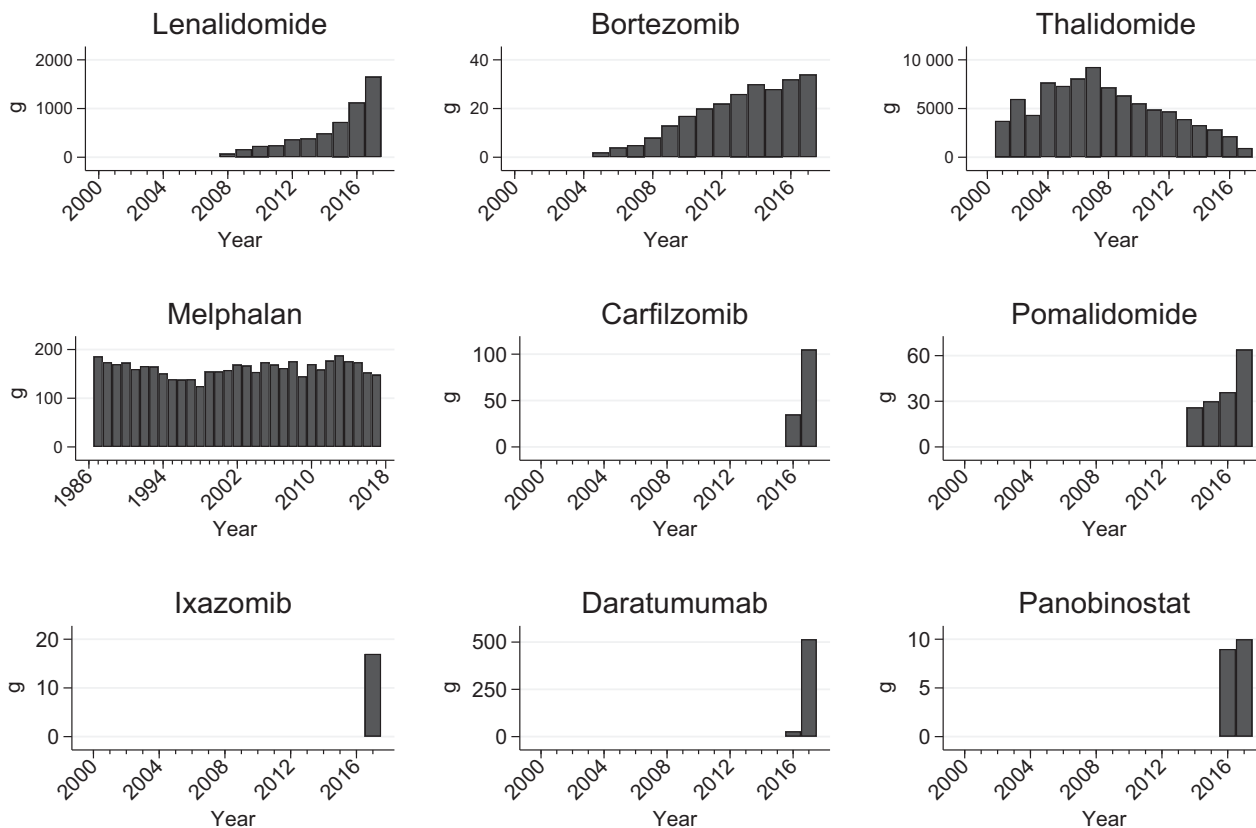 Lenalidomide
2000
1000
0
g
2000 2004 2008 2012 2016
Year
Bortezomib
40
20
0
g
2000 2004 2008 2012 2016
Year
Thalidomide
10 000
5000
0
g
2000 2004 2008 2012 2016
Year
Melphalan
200
100
0
g
1986 1994 2002 2010 2018
Year
Carfilzomib
100
50
0
g
2000 2004 2008 2012 2016
Year
Pomalidomide
60
30
0
g
2000 2004 2008 2012 2016
Year
Ixazomib
20
10
0
g
2000 2004 2008 2012 2016
Year
Daratumumab
500
250
0
g
2000 2004 2008 2012 2016
Year
Panobinostat
10
5
0
g
2000 2004 2008 2012 2016
Year